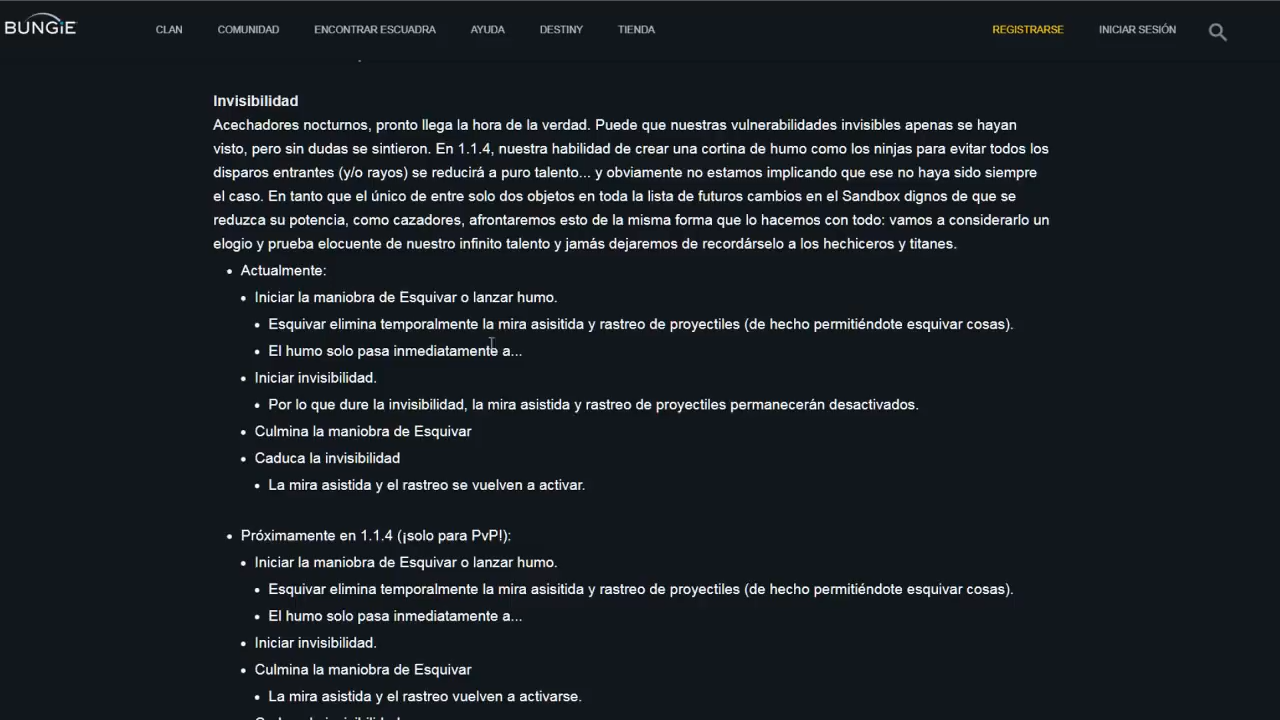 BUNGiE
CLAN
COMUNIDAD
ENCONTRAR ESCUADRA
AYUDA
DESTINY
TIENDA
REGISTRARSE
INICIAR SESIÓN
Invisibilidad
Acechadores nocturnos, pronto llega la hora de la verdad. Puede que nuestras vulnerabilidades invisibles apenas se hayan
visto, pero sin dudas se sintieron. En 1.1.4, nuestra habilidad de crear una cortina de humo como los ninjas para evitar todos los
disparos entrantes (y/o rayos) se reducirá a puro talento... y obviamente no estamos implicando que ese no haya sido siempre
el caso. En tanto que el único de entre solo dos objetos en toda la lista de futuros cambios en el Sandbox dignos de que se
reduzca su potencia, como cazadores, afrontaremos esto de la misma forma que lo hacemos con todo: vamos a considerarlo un
elogio y prueba elocuente de nuestro infinito talento y jamás dejaremos de recordárselo a los hechiceros y titanes.
• Actualmente:
• Iniciar la maniobra de Esquivar o lanzar humo.
• Esquivar elimina temporalmente la mira asisitida y rastreo de proyectiles (de hecho permitiéndote esquivar cosas).
• El humo solo pasa inmediatamente a...
• Iniciar invisibilidad.
• Por lo que dure la invisibilidad, la mira asistida y rastreo de proyectiles permanecerán desactivados.
• Culmina la maniobra de Esquivar
• Caduca la invisibilidad
• La mira asistida y el rastreo se vuelven a activar.
• Próximamente en 1.1.4 (¡solo para PvP!):
• Iniciar la maniobra de Esquivar o lanzar humo.
• Esquivar elimina temporalmente la mira asisitida y rastreo de proyectiles (de hecho permitiéndote esquivar cosas).
• El humo solo pasa inmediatamente a...
• Iniciar invisibilidad.
• Culmina la maniobra de Esquivar
• La mira asistida y el rastreo vuelven a activarse.